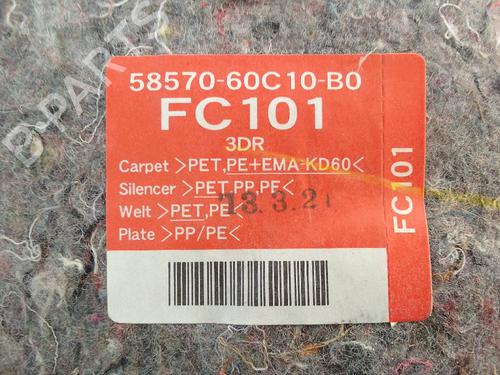 58570-60C10-B0
FC101
3DR
Carpet >PET,PE+EMA-KD60<
Silencer >PET,PP,PE<
Welt >PET,PE<
'13.3.21
Plate >PP/PE<
FC101
B-PARTS